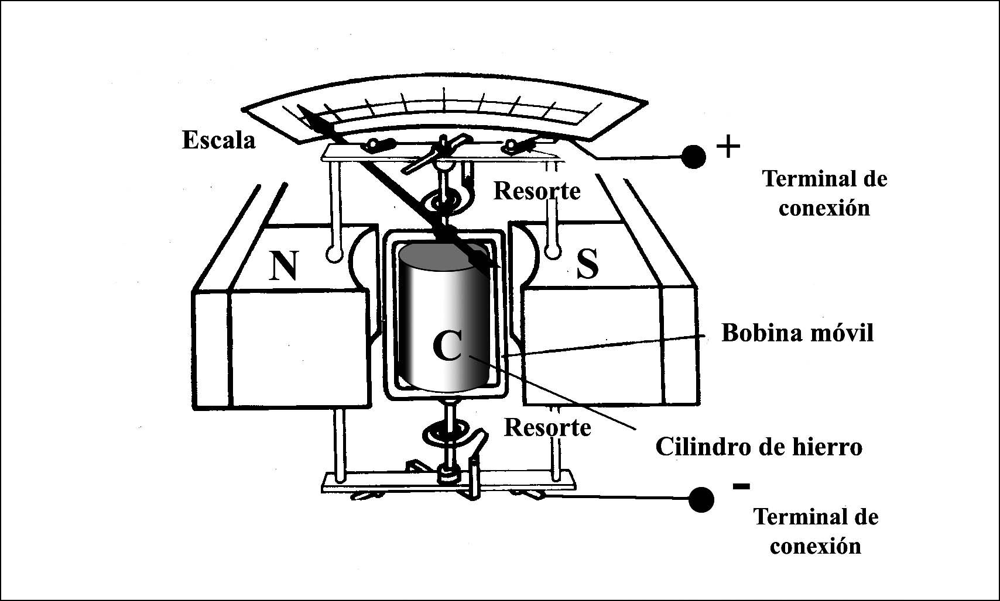 Escala
+
Terminal de
conexión
Resorte
N
S
C
Bobina móvil
Resorte
Cilindro de hierro
-
Terminal de
conexión